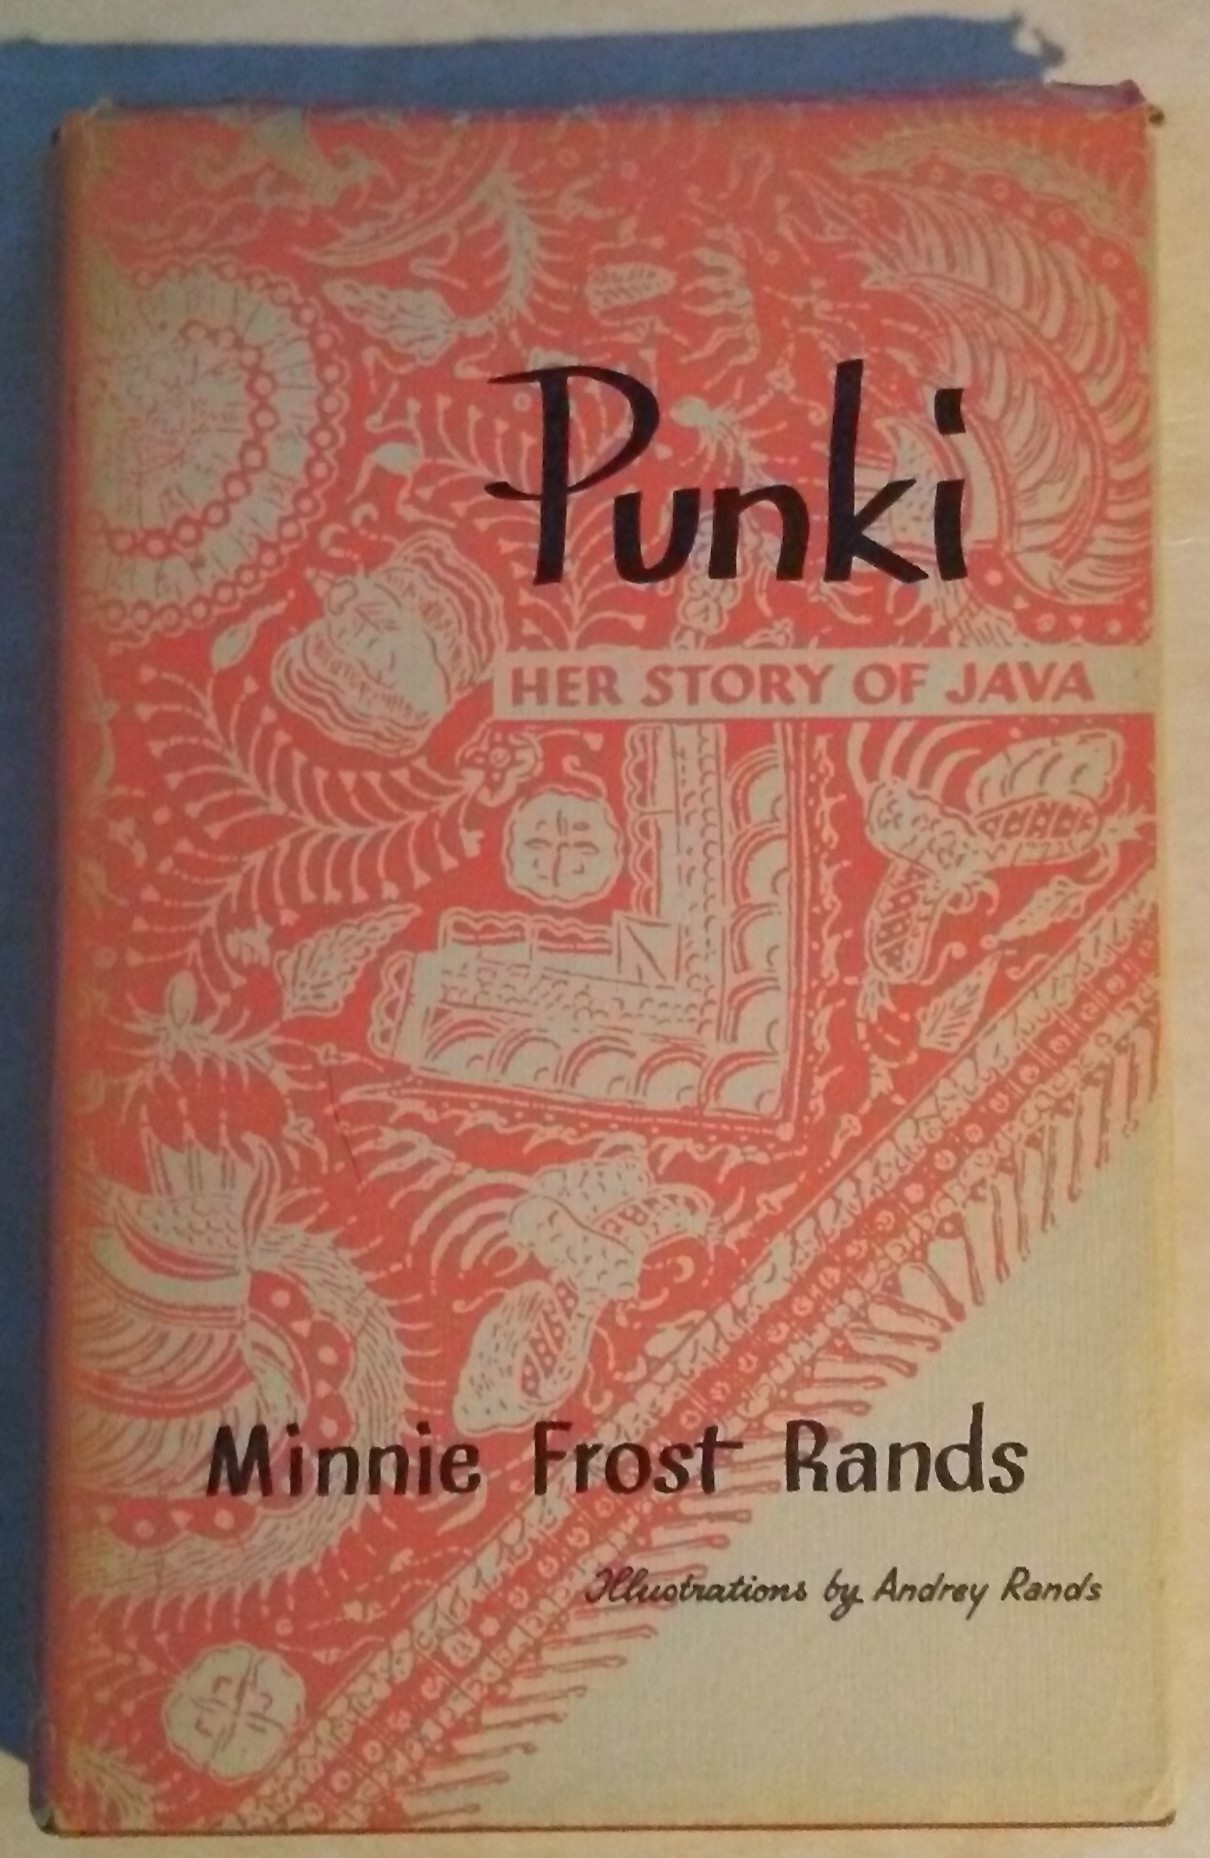 Punki
HER STORY OF JAVA
Minnie Frost Rands
Illustrations by Andrey Rands